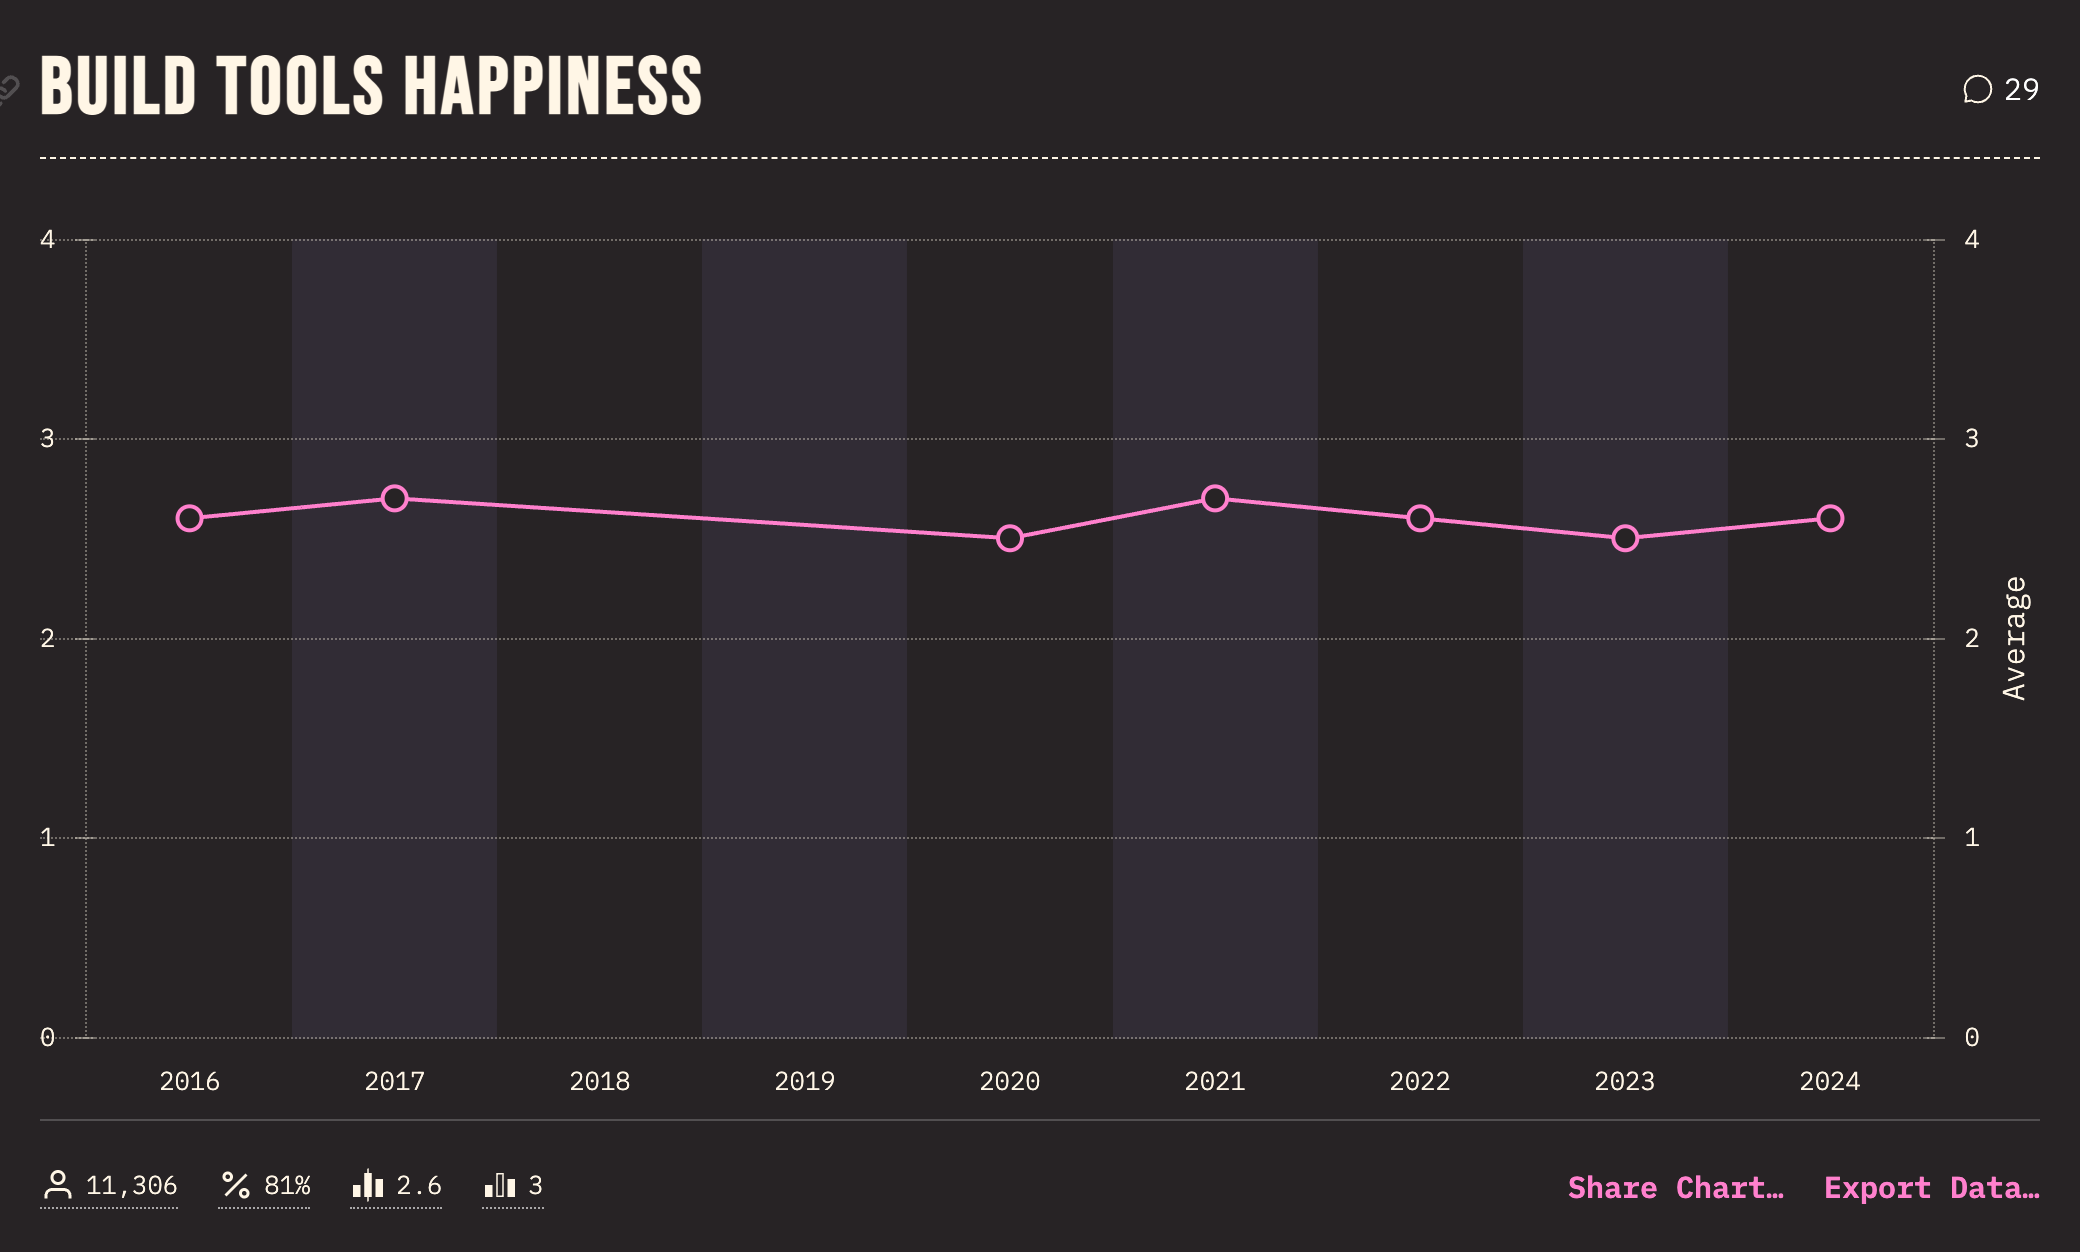 BUILD TOOLS HAPPINESS
29
4 4
3 3
2 2
1 1
0 0
Average
2016 2017 2018 2019 2020 2021 2022 2023 2024
11,306 81% 2.6 3 Share Chart… Export Data…